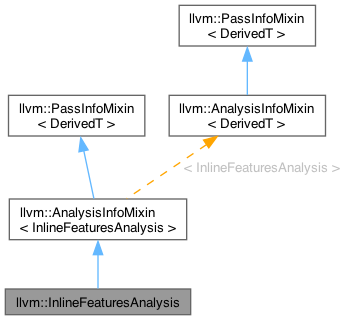 llvm::PassInfoMixin
< DerivedT >
llvm::PassInfoMixin
< DerivedT >
llvm::AnalysisInfoMixin
< DerivedT >
< InlineFeaturesAnalysis >
llvm::AnalysisInfoMixin
< InlineFeaturesAnalysis >
llvm::InlineFeaturesAnalysis